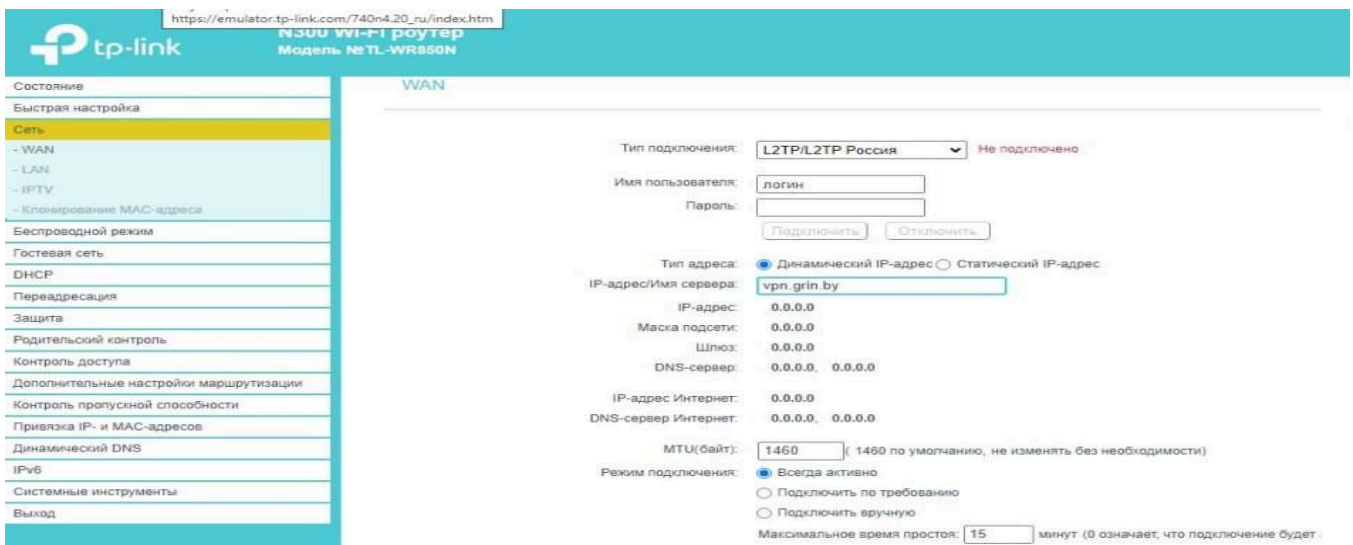 https://emulator.tp-link.com/740n4.20_ru/index.htm
tp-link
N300 Wi-Fi роутер
Модель №TL-WR850N
Состояние
Быстрая настройка
Сеть
- WAN
- LAN
- IPTV
- Клонирование MAC-адреса
Беспроводной режим
Гостевая сеть
DHCP
Переадресация
Защита
Родительский контроль
Контроль доступа
Дополнительные настройки маршрутизации
Контроль пропускной способности
Привязка IP- и MAC-адресов
Динамический DNS
IPv6
Системные инструменты
Выход
WAN
Тип подключения: L2TP/L2TP Россия Не подключено
Имя пользователя: логин
Пароль:
Подключить Отключить
Тип адреса: Динамический IP-адрес Статический IP-адрес
IP-адрес/Имя сервера: vpn.grin.by
IP-адрес: 0.0.0.0
Маска подсети: 0.0.0.0
Шлюз: 0.0.0.0
DNS-сервер: 0.0.0.0, 0.0.0.0
IP-адрес Интернет: 0.0.0.0
DNS-сервер Интернет: 0.0.0.0, 0.0.0.0
MTU(байт): 1460 ( 1460 по умолчанию, не изменять без необходимости)
Режим подключения: Всегда активно
Подключить по требованию
Подключить вручную
Максимальное время простоя: 15 минут (0 означает, что подключение будет